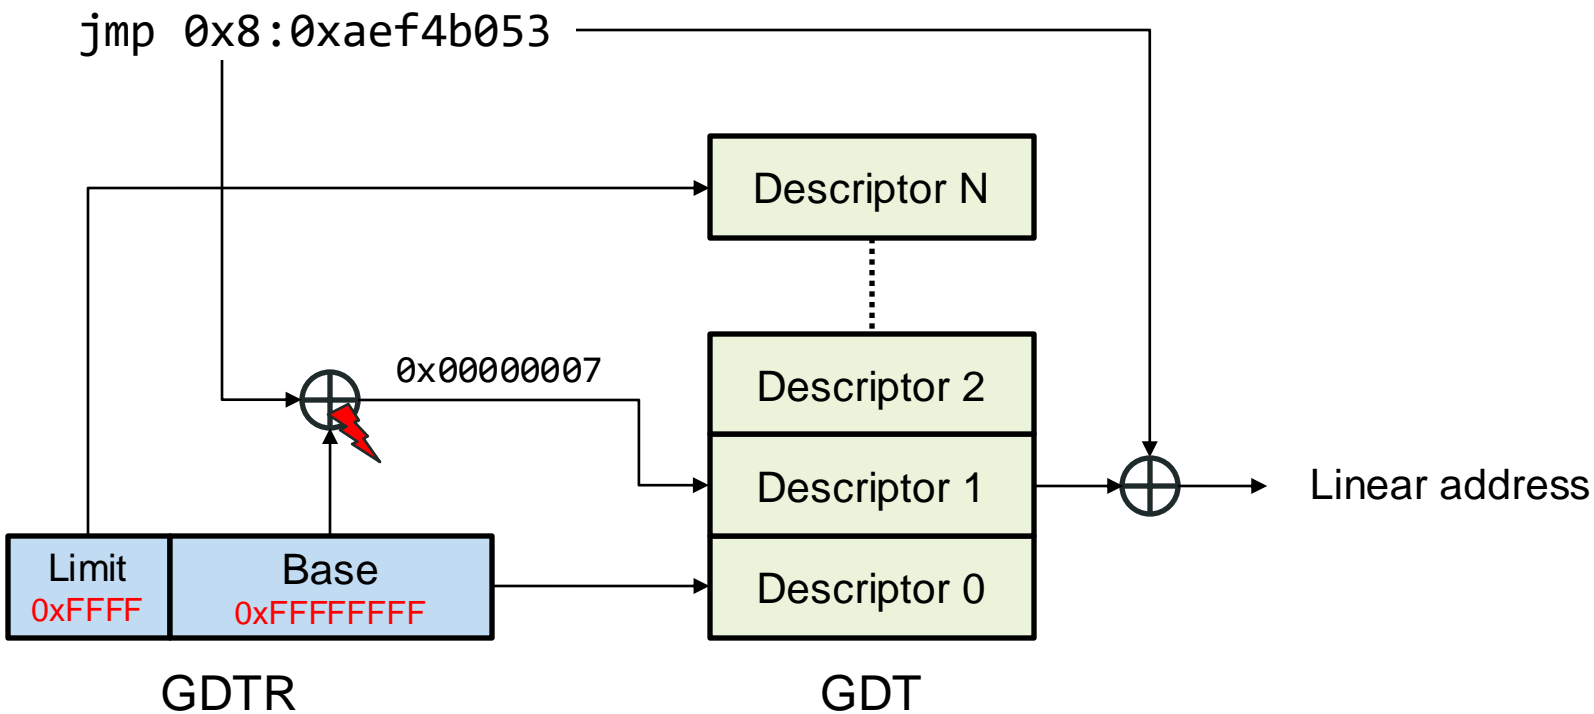 jmp 0x8:0xaef4b053
Descriptor N
0x00000007
Descriptor 2
Descriptor 1
Linear address
Limit
0xFFFF
Base
0xFFFFFFFF
Descriptor 0
GDTR
GDT